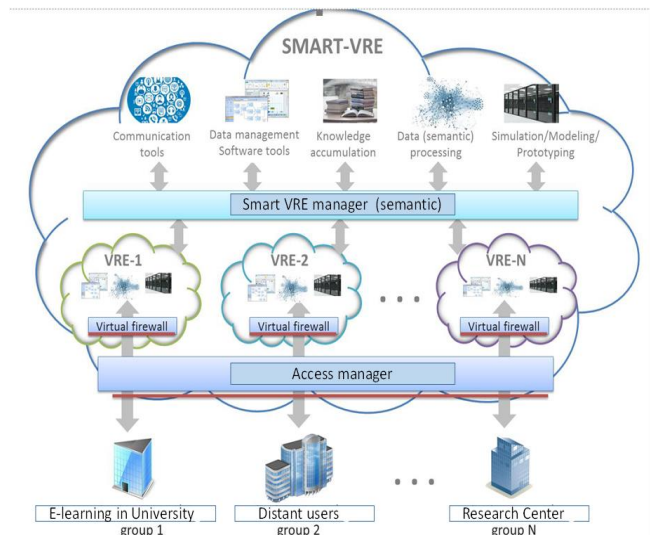 SMART-VRE
Communication
tools
Data management
Software tools
Knowledge
accumulation
Data (semantic)
processing
Simulation/Modeling/
Prototyping
Smart VRE manager (semantic)
VRE-1
VRE-2
VRE-N
. . .
Virtual firewall
Virtual firewall
Virtual firewall
Access manager
. . .
E-learning in University
group 1
Distant users
group 2
Research Center
group N